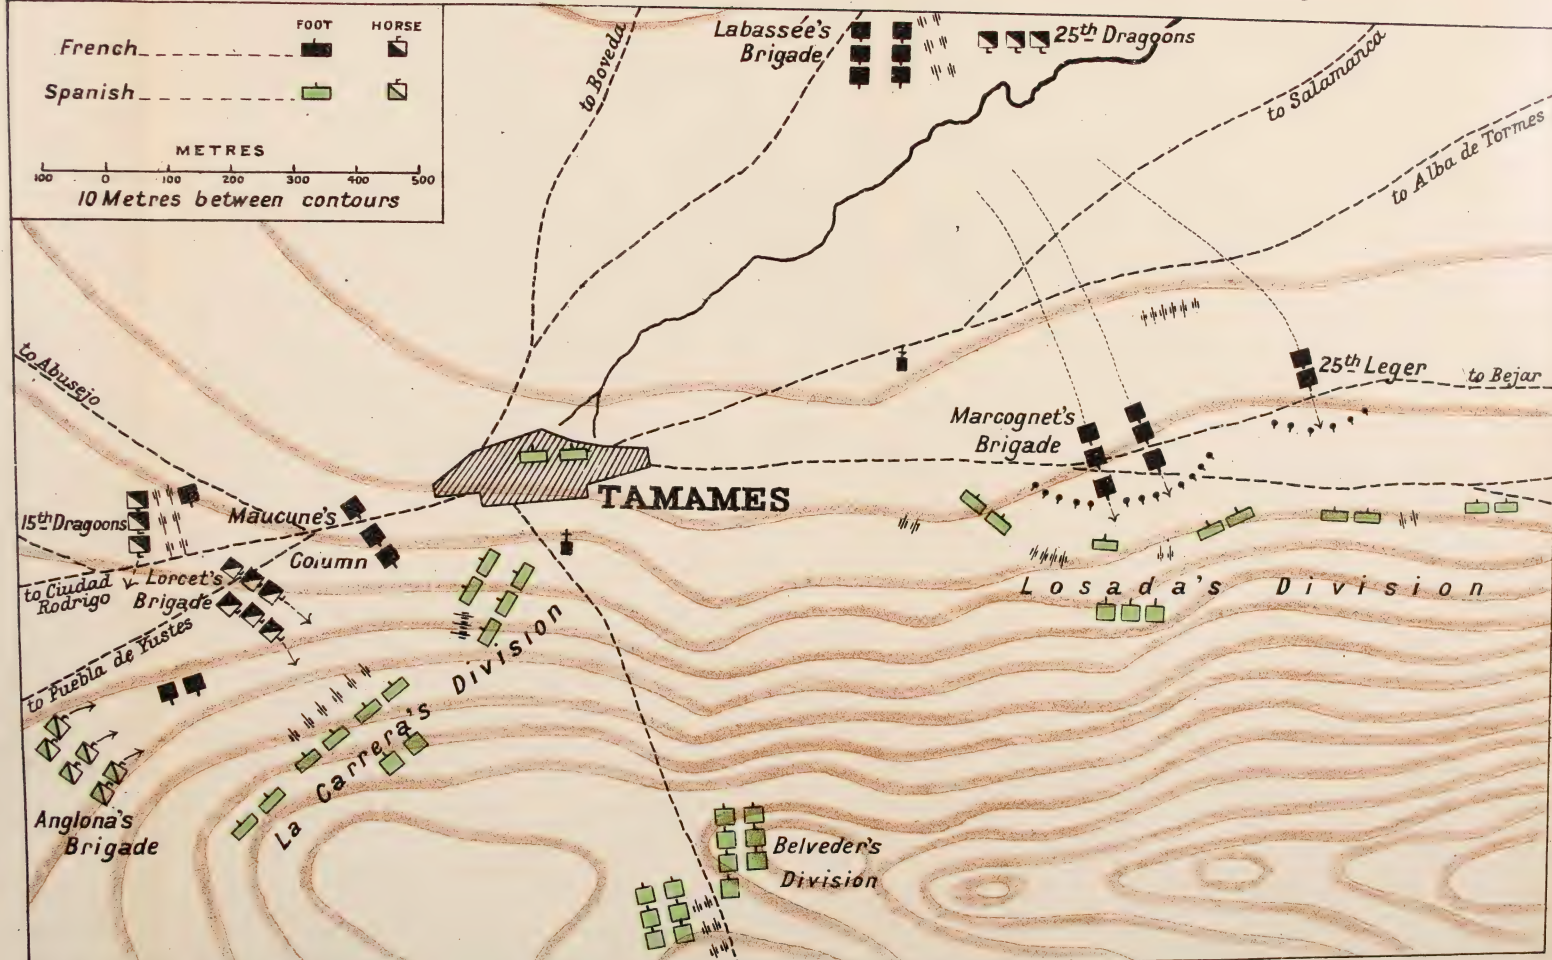 FOOT HORSE
French
Spanish
METRES
100 0 100 200 300 400 500
10 Metres between contours
to Boveda
Labassée's
Brigade
25th Dragoons
to Salamanca
to Alba de Tormes
to Abusejo
25th Leger
to Bejar
Marcognet's
Brigade
TAMAMES
15th Dragoons
Maucune's
Column
to Ciudad
Rodrigo
Lorcet's
Brigade
to Puebla de Yustes
Losada's Division
La Carrera's Division
Anglona's
Brigade
Belveder's
Division